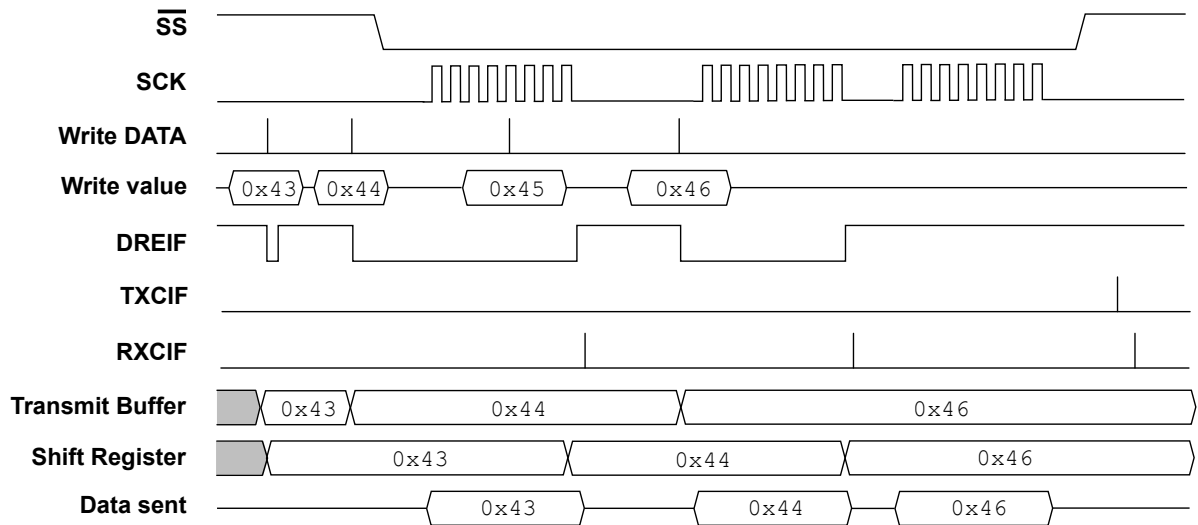 SS
SCK
Write DATA
Write value 0x43 0x44 0x45 0x46
DREIF
TXCIF
RXCIF
Transmit Buffer 0x43 0x44 0x46
Shift Register 0x43 0x44 0x46
Data sent 0x43 0x44 0x46